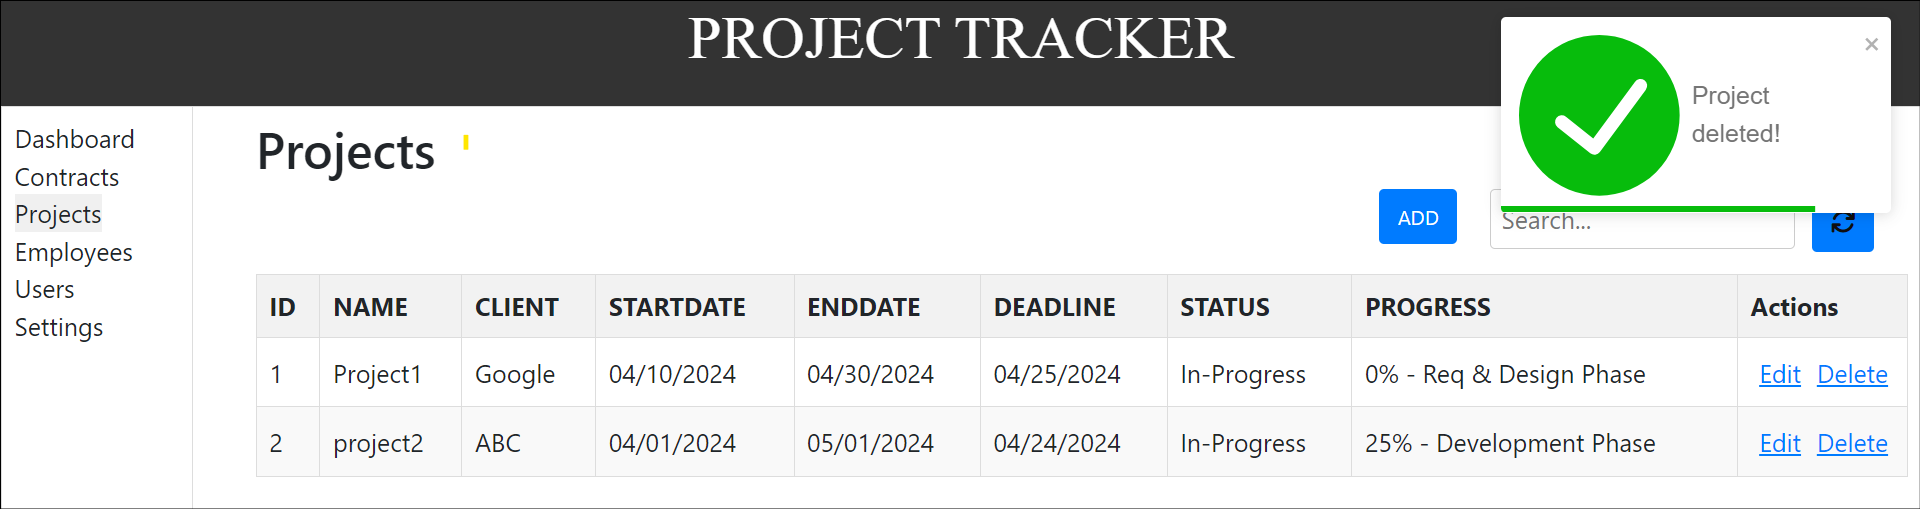 PROJECT TRACKER
×
Project
deleted!
Dashboard
Contracts
Projects
Employees
Users
Settings
Projects
ADD
Search...
ID NAME CLIENT STARTDATE ENDDATE DEADLINE STATUS PROGRESS Actions
1 Project1 Google 04/10/2024 04/30/2024 04/25/2024 In-Progress 0% - Req & Design Phase Edit Delete
2 project2 ABC 04/01/2024 05/01/2024 04/24/2024 In-Progress 25% - Development Phase Edit Delete